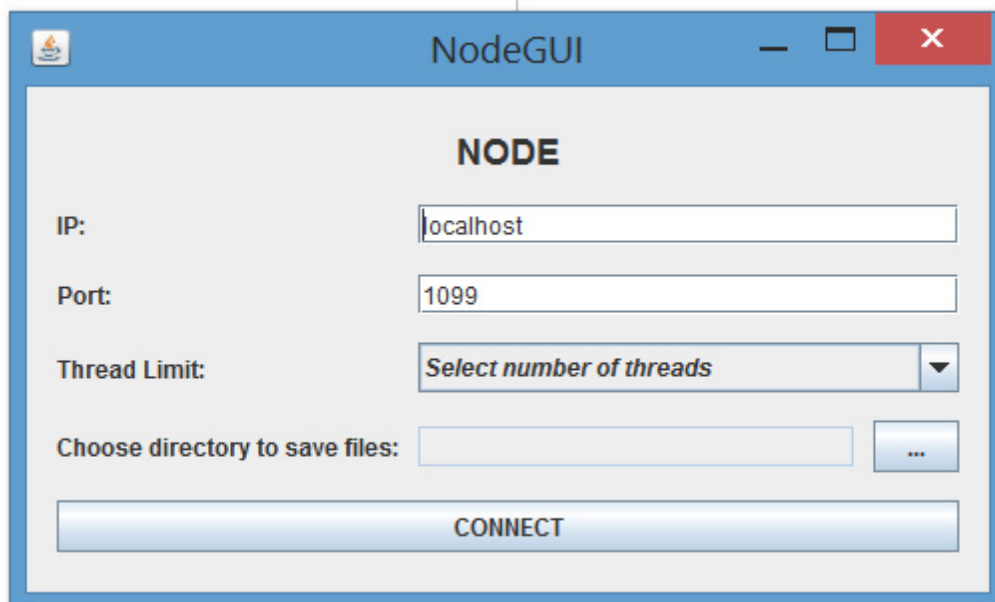 NodeGUI
NODE
IP: localhost
Port: 1099
Thread Limit: Select number of threads
Choose directory to save files: ...
CONNECT